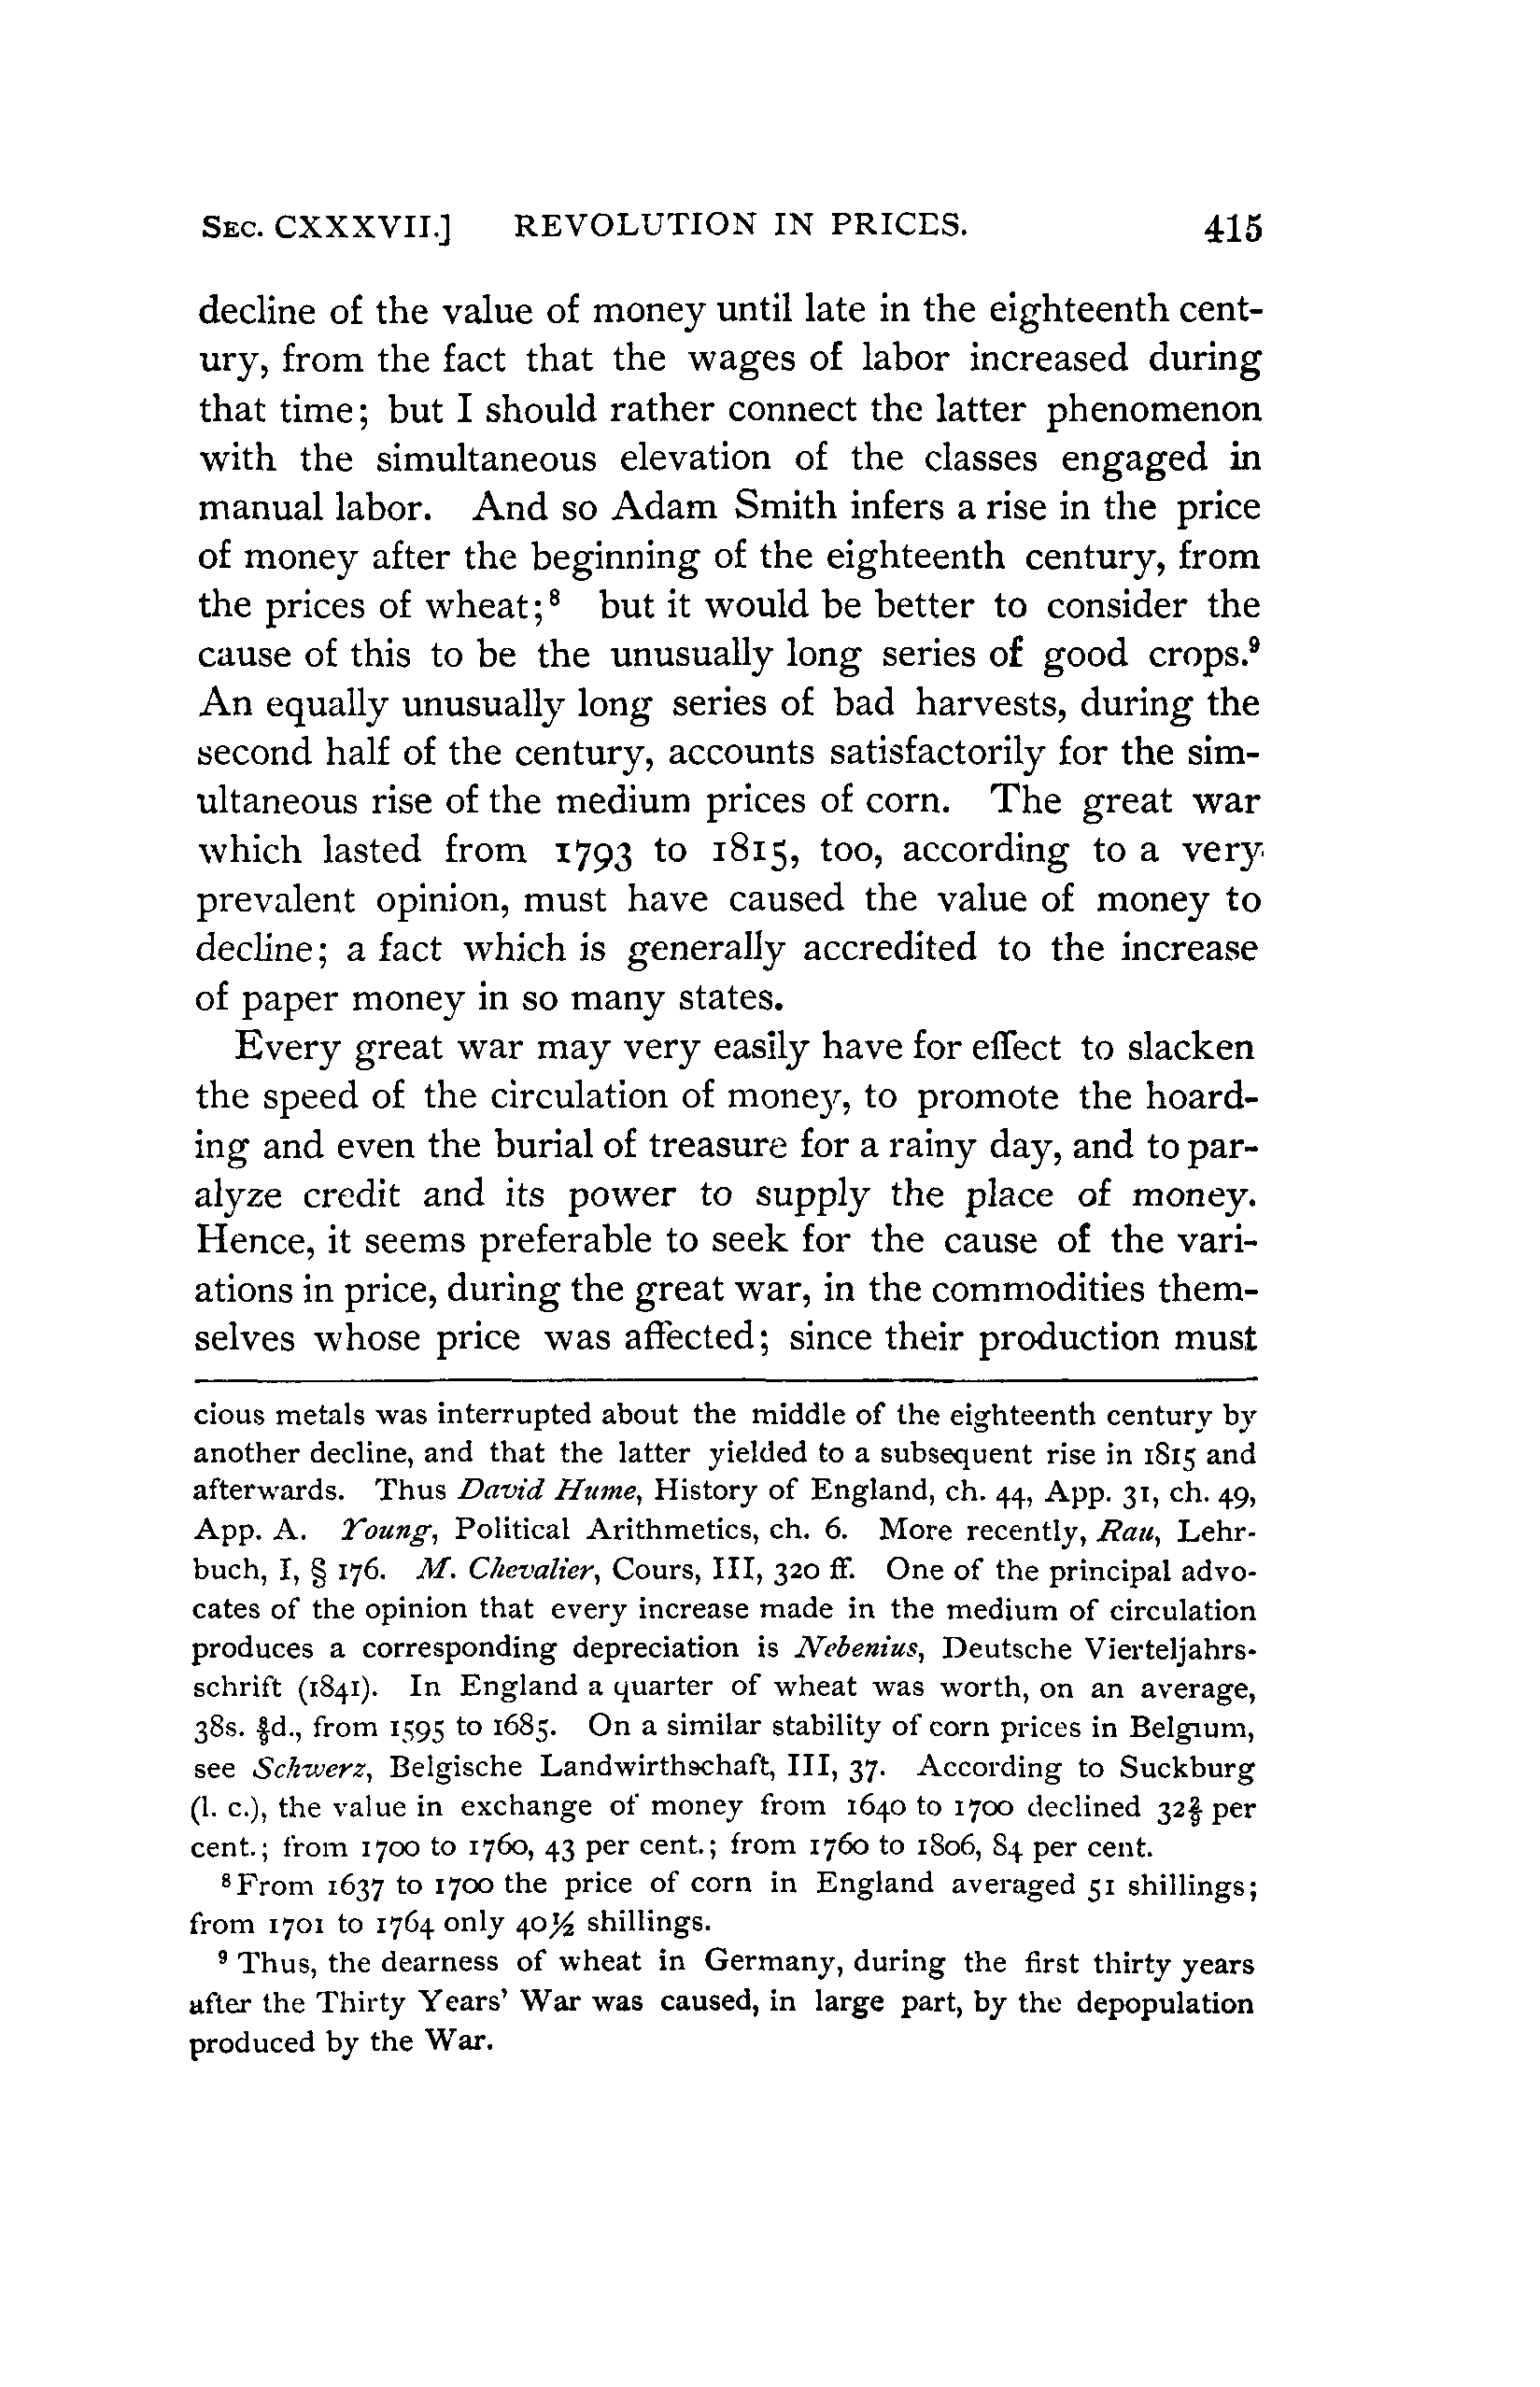 SEC. CXXXVII.] REVOLUTION IN PRICES. 415
decline of the value of money until late in the eighteenth cent-
ury, from the fact that the wages of labor increased during
that time; but I should rather connect the latter phenomenon
with the simultaneous elevation of the classes engaged in
manual labor. And so Adam Smith infers a rise in the price
of money after the beginning of the eighteenth century, from
the prices of wheat;⁸ but it would be better to consider the
cause of this to be the unusually long series of good crops.⁹
An equally unusually long series of bad harvests, during the
second half of the century, accounts satisfactorily for the sim-
ultaneous rise of the medium prices of corn. The great war
which lasted from 1793 to 1815, too, according to a very
prevalent opinion, must have caused the value of money to
decline; a fact which is generally accredited to the increase
of paper money in so many states.
Every great war may very easily have for effect to slacken
the speed of the circulation of money, to promote the hoard-
ing and even the burial of treasure for a rainy day, and to par-
alyze credit and its power to supply the place of money.
Hence, it seems preferable to seek for the cause of the vari-
ations in price, during the great war, in the commodities them-
selves whose price was affected; since their production must
cious metals was interrupted about the middle of the eighteenth century by
another decline, and that the latter yielded to a subsequent rise in 1815 and
afterwards. Thus David Hume, History of England, ch. 44, App. 31, ch. 49,
App. A. Young, Political Arithmetics, ch. 6. More recently, Rau, Lehr-
buch, I, § 176. M. Chevalier, Cours, III, 320 ff. One of the principal advo-
cates of the opinion that every increase made in the medium of circulation
produces a corresponding depreciation is Nebenius, Deutsche Vierteljahrs-
schrift (1841). In England a quarter of wheat was worth, on an average,
38s. d., from 1595 to 1685. On a similar stability of corn prices in Belgium,
see Schwerz, Belgische Landwirthschaft, III, 37. According to Suckburg
(l. c.), the value in exchange of money from 1640 to 1700 declined per
cent.; from 1700 to 1760, 43 per cent.; from 1760 to 1806, 84 per cent.
⁸From 1637 to 1700 the price of corn in England averaged 51 shillings;
from 1701 to 1764 only 40½ shillings.
⁹ Thus, the dearness of wheat in Germany, during the first thirty years
after the Thirty Years' War was caused, in large part, by the depopulation
produced by the War.